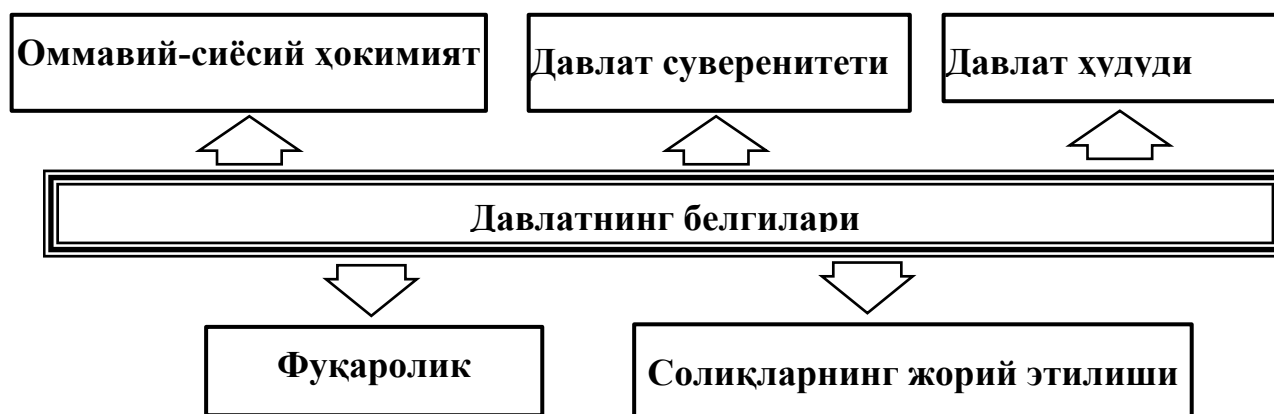 Оммавий-сиёсий ҳокимият
Давлат суверенитети
Давлат ҳудуди
Давлатнинг белгилари
Фуқаролик
Солиқларнинг жорий этилиши